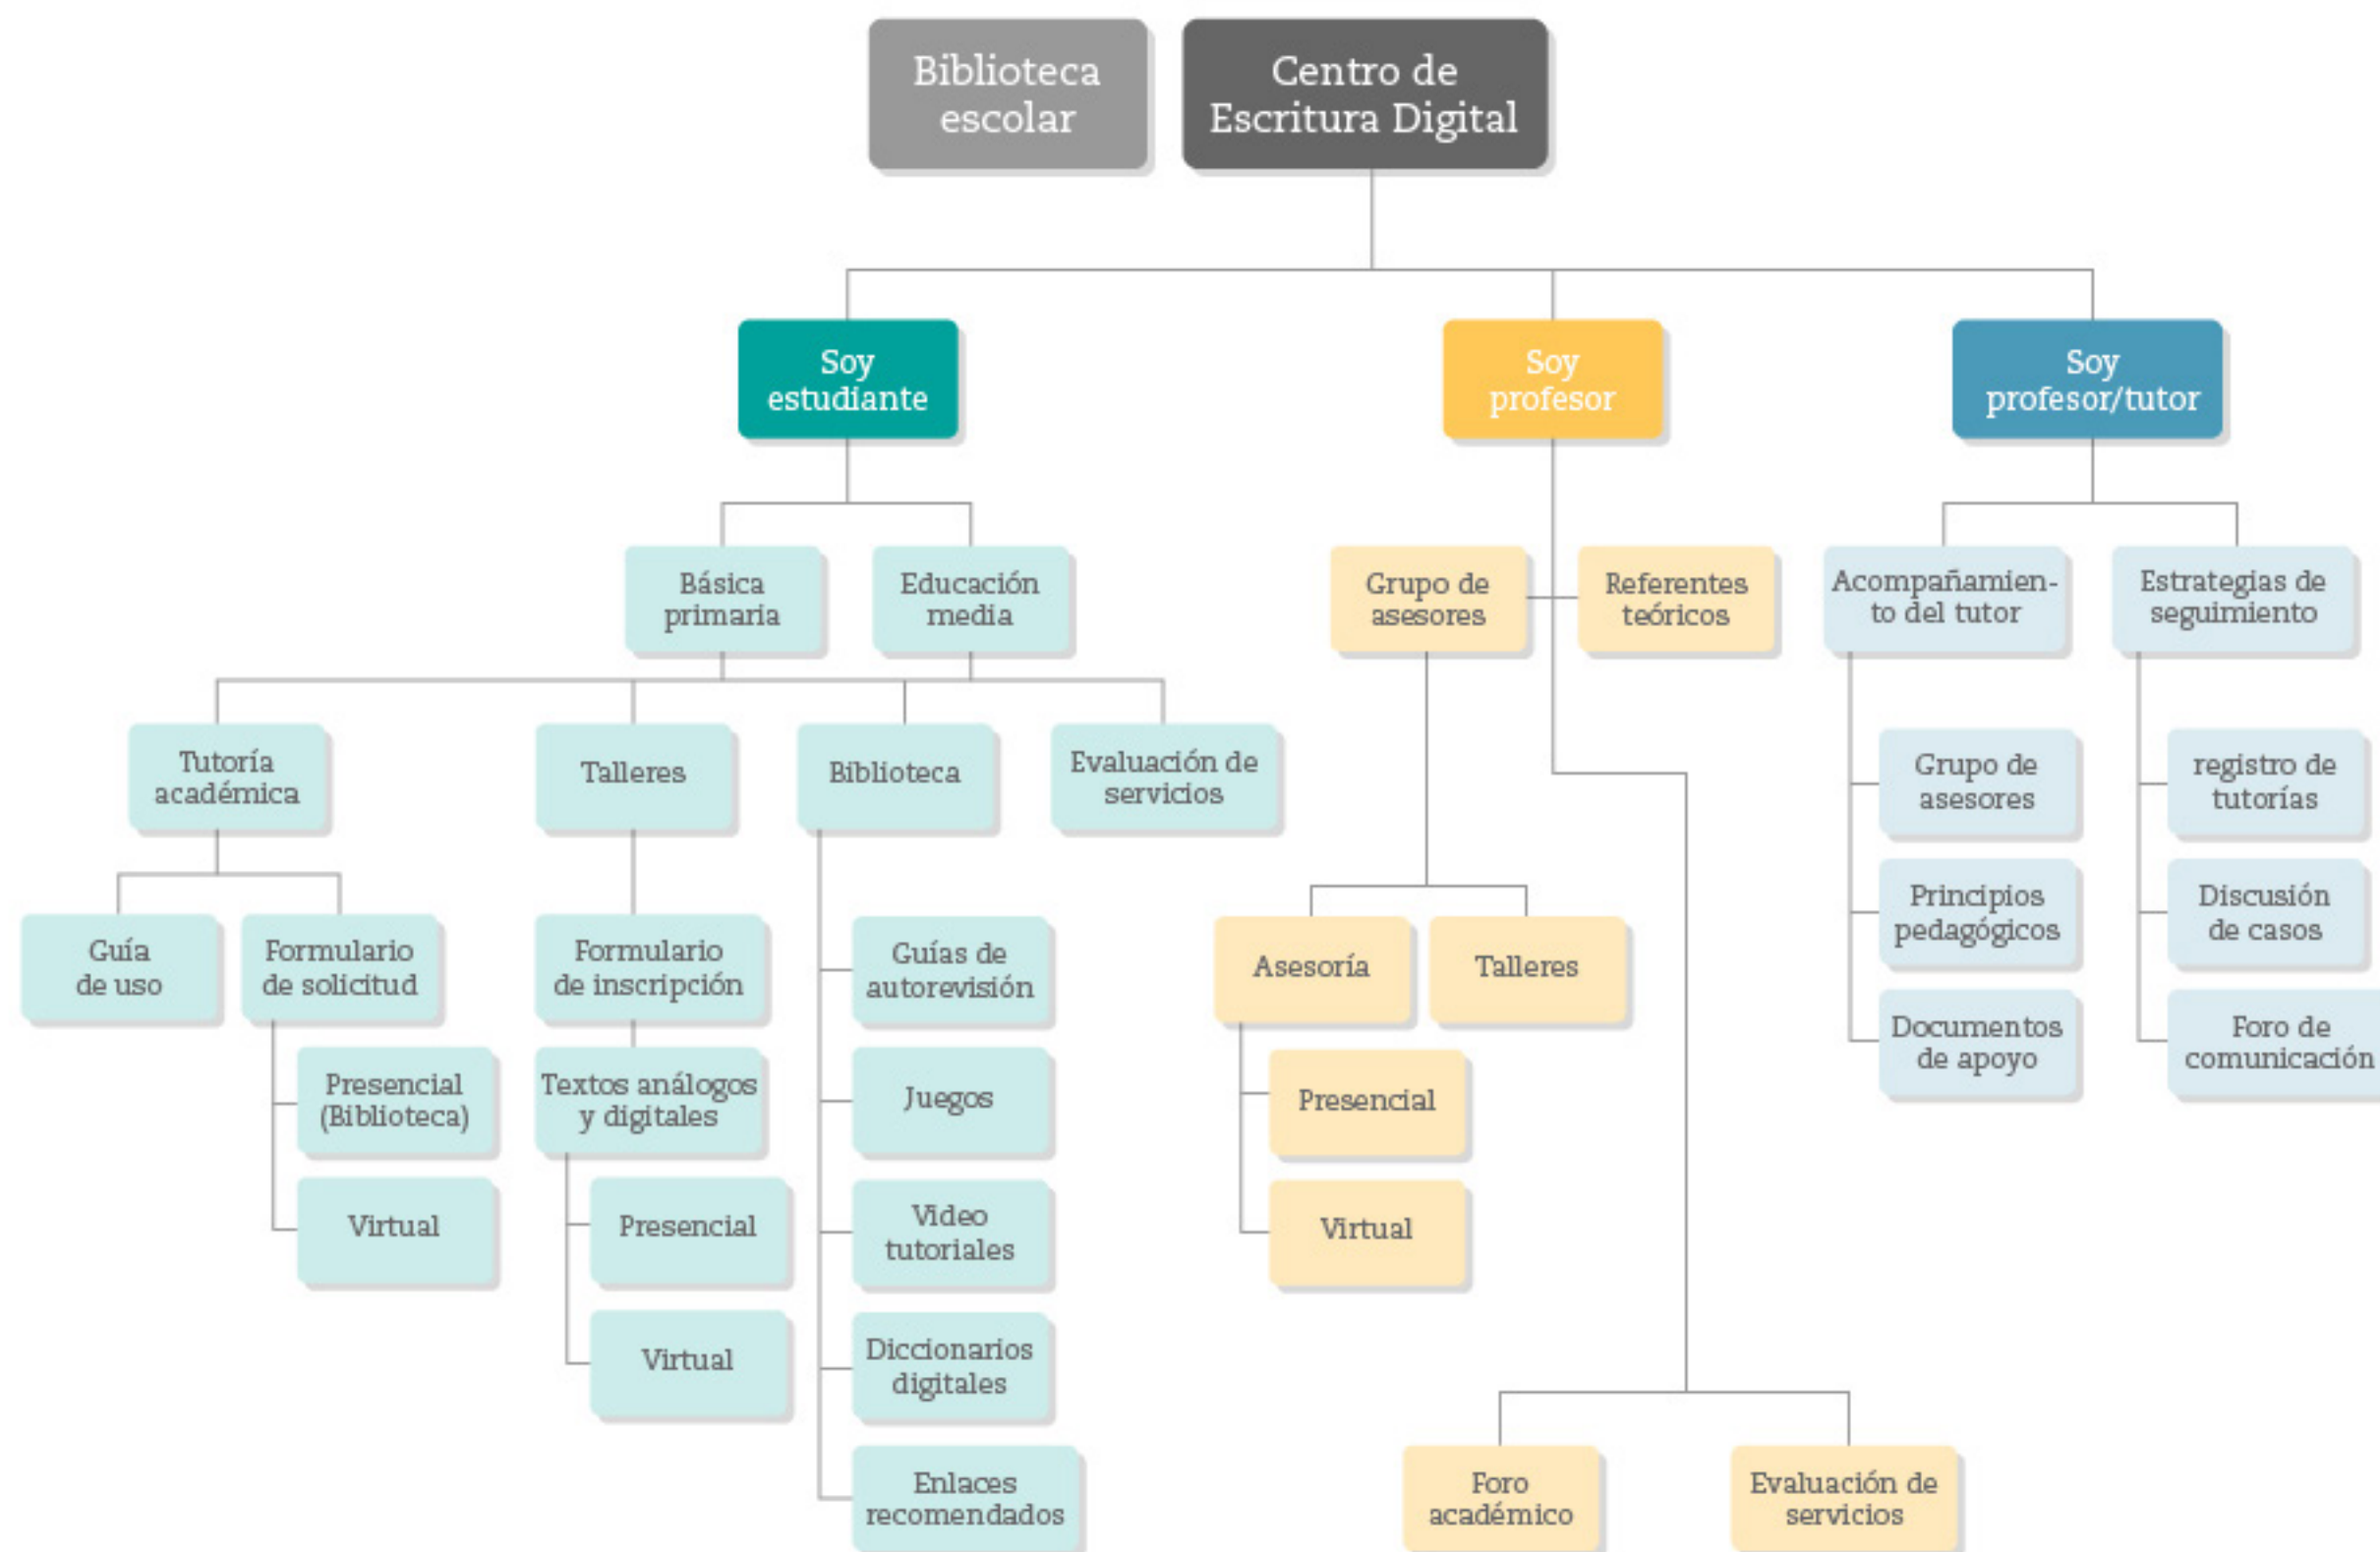 Biblioteca
escolar
Centro de
Escritura Digital
Soy
estudiante
Soy
profesor
Soy
profesor/tutor
Básica
primaria
Educación
media
Grupo de
asesores
Referentes
teóricos
Acompañamien-
to del tutor
Estrategias de
seguimiento
Tutoría
académica
Talleres
Biblioteca
Evaluación de
servicios
Grupo de
asesores
registro de
tutorías
Guía
de uso
Formulario
de solicitud
Formulario
de inscripción
Guías de
autorevisión
Asesoría
Talleres
Principios
pedagógicos
Discusión
de casos
Presencial
(Biblioteca)
Textos análogos
y digitales
Juegos
Presencial
Documentos
de apoyo
Foro de
comunicación
Virtual
Presencial
Video
tutoriales
Virtual
Virtual
Diccionarios
digitales
Enlaces
recomendados
Foro
académico
Evaluación de
servicios